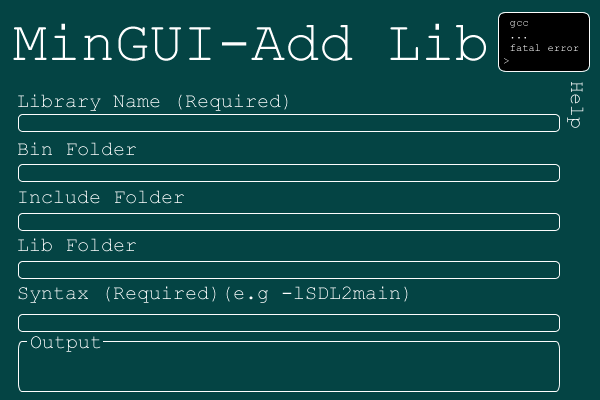 MinGUI-Add Lib
gcc
...
fatal error
>
Help
Library Name (Required)
Bin Folder
Include Folder
Lib Folder
Syntax (Required)(e.g -lSDL2main)
Output